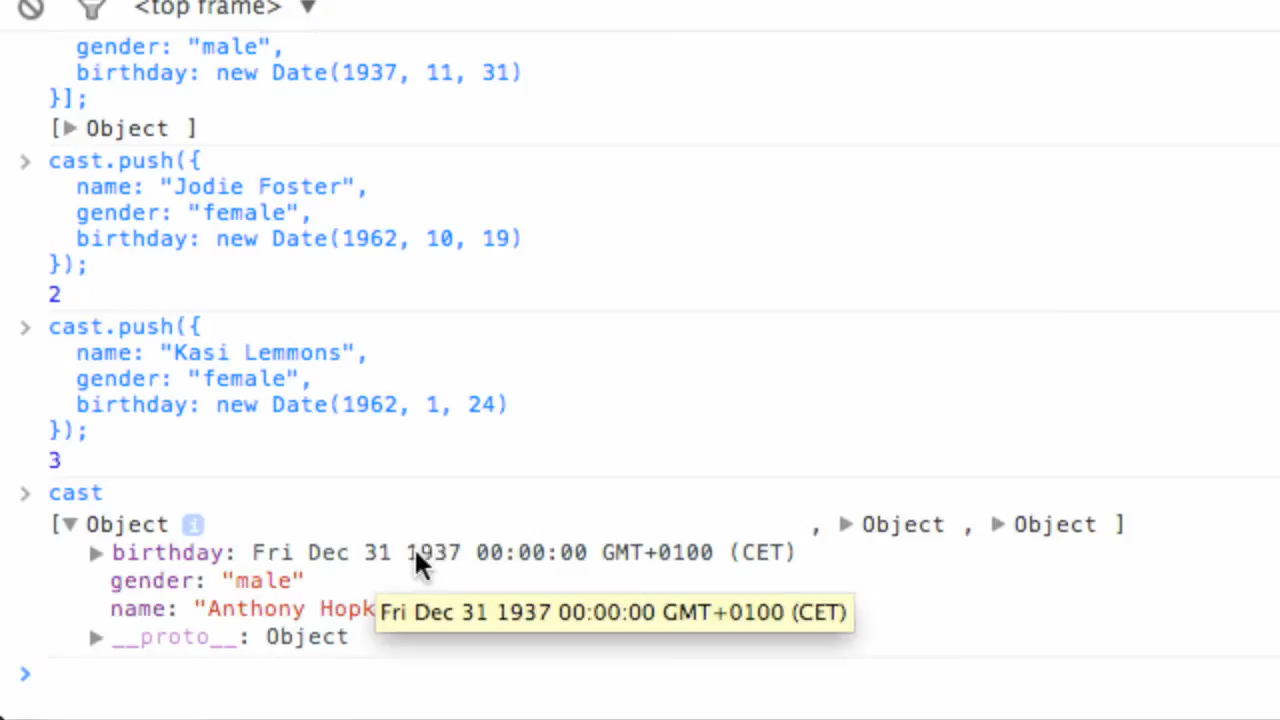 <top frame> ▼
gender: "male",
birthday: new Date(1937, 11, 31)
}];
[▶ Object ]
> cast.push({
name: "Jodie Foster",
gender: "female",
birthday: new Date(1962, 10, 19)
});
2
> cast.push({
name: "Kasi Lemmons",
gender: "female",
birthday: new Date(1962, 1, 24)
});
3
> cast
[▼ Object i , ▶ Object , ▶ Object ]
▶ birthday: Fri Dec 31 1937 00:00:00 GMT+0100 (CET)
gender: "male"
name: "Anthony Hopk
Fri Dec 31 1937 00:00:00 GMT+0100 (CET)
▶ __proto__: Object
>